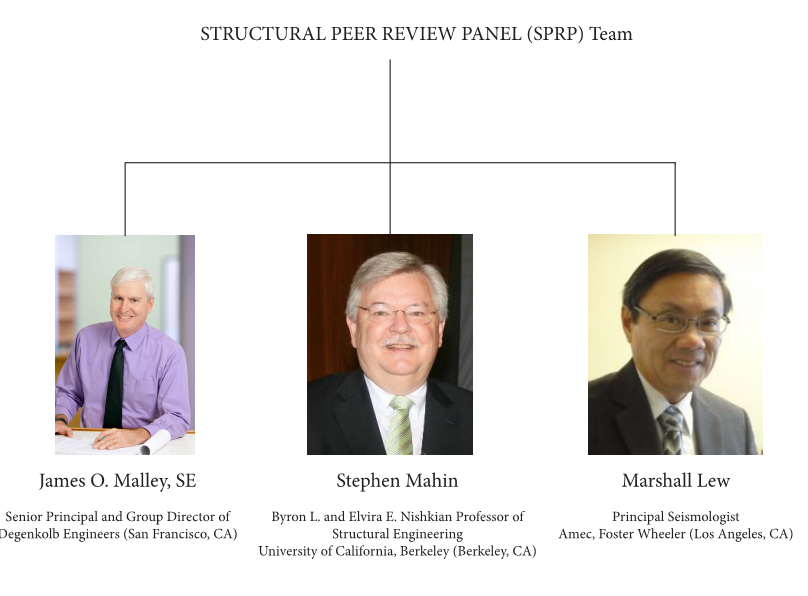 STRUCTURAL PEER REVIEW PANEL (SPRP) Team
James O. Malley, SE
Senior Principal and Group Director of
Degenkolb Engineers (San Francisco, CA)
Stephen Mahin
Byron L. and Elvira E. Nishkian Professor of
Structural Engineering
University of California, Berkeley (Berkeley, CA)
Marshall Lew
Principal Seismologist
Amec, Foster Wheeler (Los Angeles, CA)